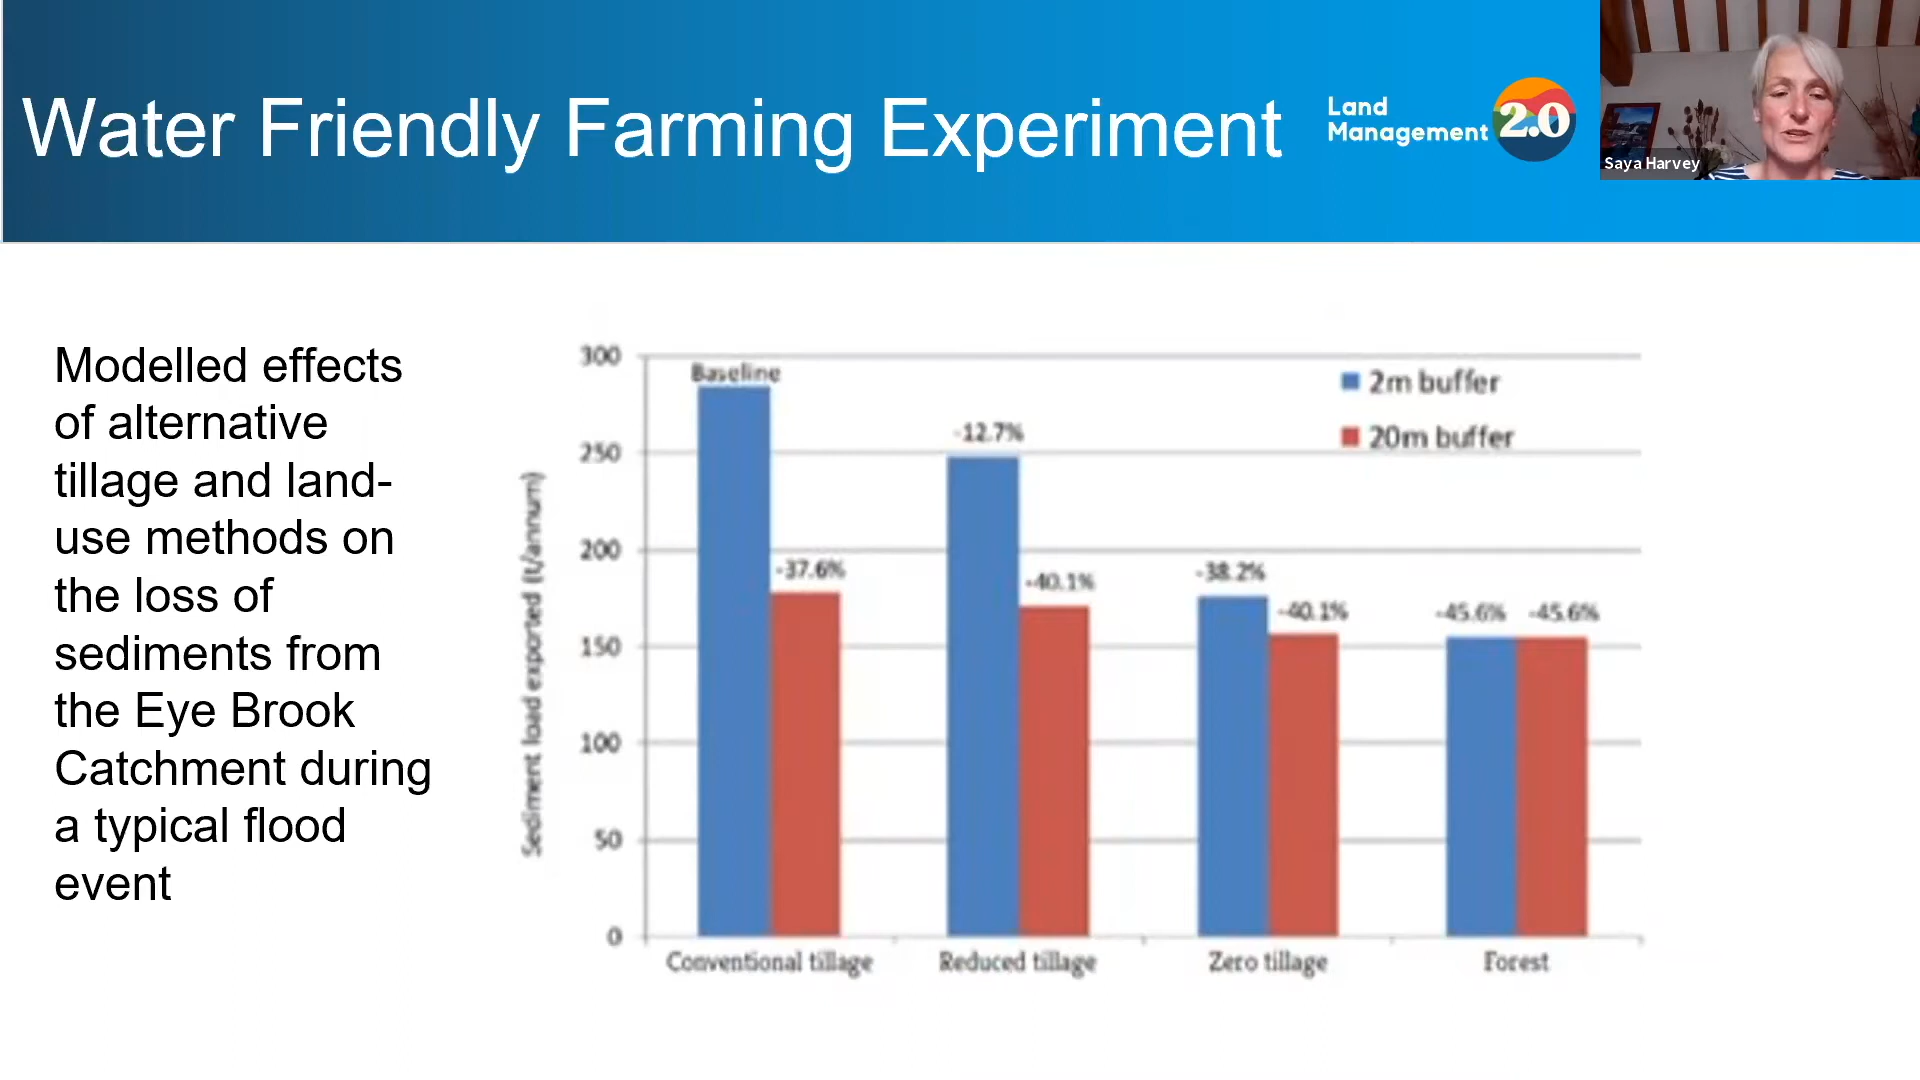 Water Friendly Farming Experiment
Land
Management
2.0
Saya Harvey
Modelled effects
of alternative
tillage and land-
use methods on
the loss of
sediments from
the Eye Brook
Catchment during
a typical flood
event
Sediment load exported (t/annum)
300
250
200
150
100
50
0
Baseline
-37.6%
-12.7%
-40.1%
-38.2%
-40.1%
-45.6%
-45.6%
2m buffer
20m buffer
Conventional tillage
Reduced tillage
Zero tillage
Forest